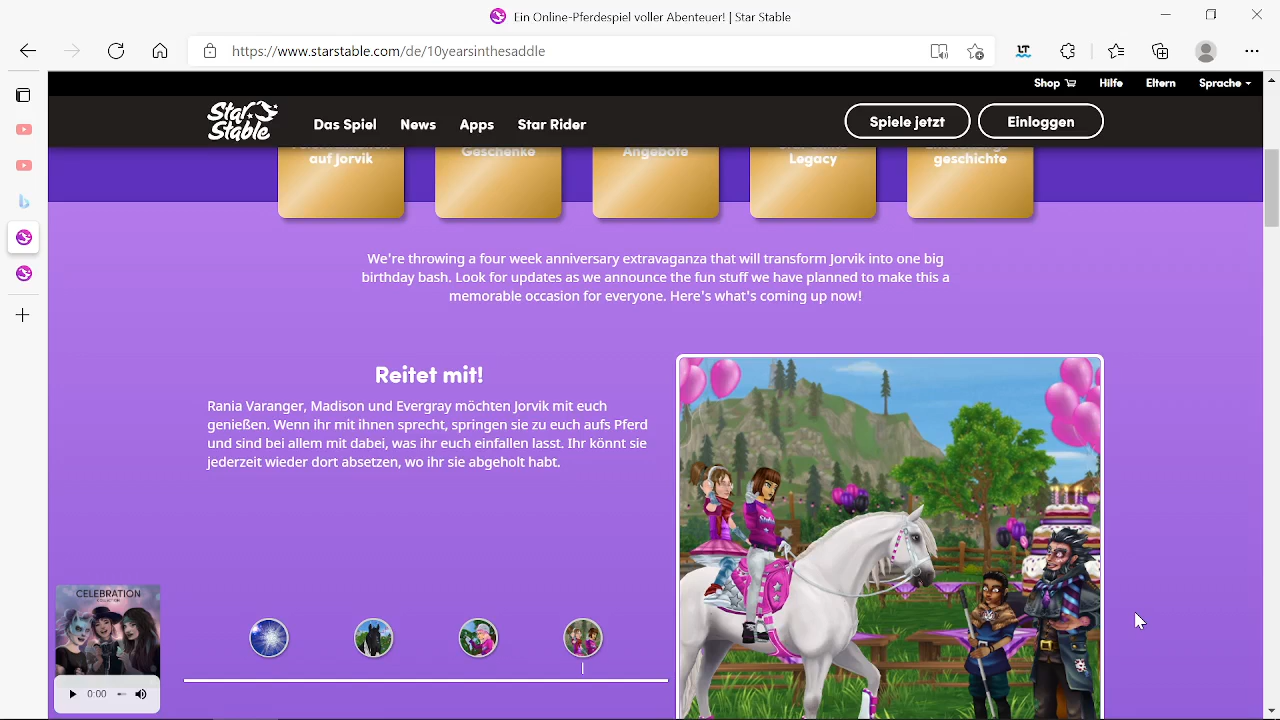 Ein Online-Pferdespiel voller Abenteuer! | Star Stable
https://www.starstable.com/de/10yearsinthesaddle
LT
Shop Hilfe Eltern Sprache
Star Stable
Das Spiel News Apps Star Rider Spiele jetzt Einloggen
auf Jorvik Geschenke Angebote Legacy geschichte
We're throwing a four week anniversary extravaganza that will transform Jorvik into one big
birthday bash. Look for updates as we announce the fun stuff we have planned to make this a
memorable occasion for everyone. Here's what's coming up now!
Reitet mit!
Rania Varanger, Madison und Evergray möchten Jorvik mit euch
genießen. Wenn ihr mit ihnen sprecht, springen sie zu euch aufs Pferd
und sind bei allem mit dabei, was ihr euch einfallen lasst. Ihr könnt sie
jederzeit wieder dort absetzen, wo ihr sie abgeholt habt.
CELEBRATION
COLLECTION
0:00